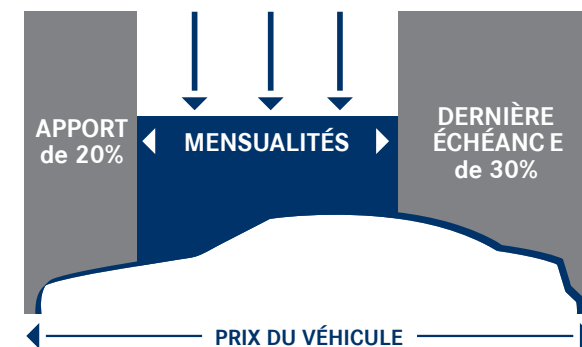 APPORT
de 20%
MENSUALITÉS
DERNIÈRE
ÉCHÉANC E
de 30%
PRIX DU VÉHICULE